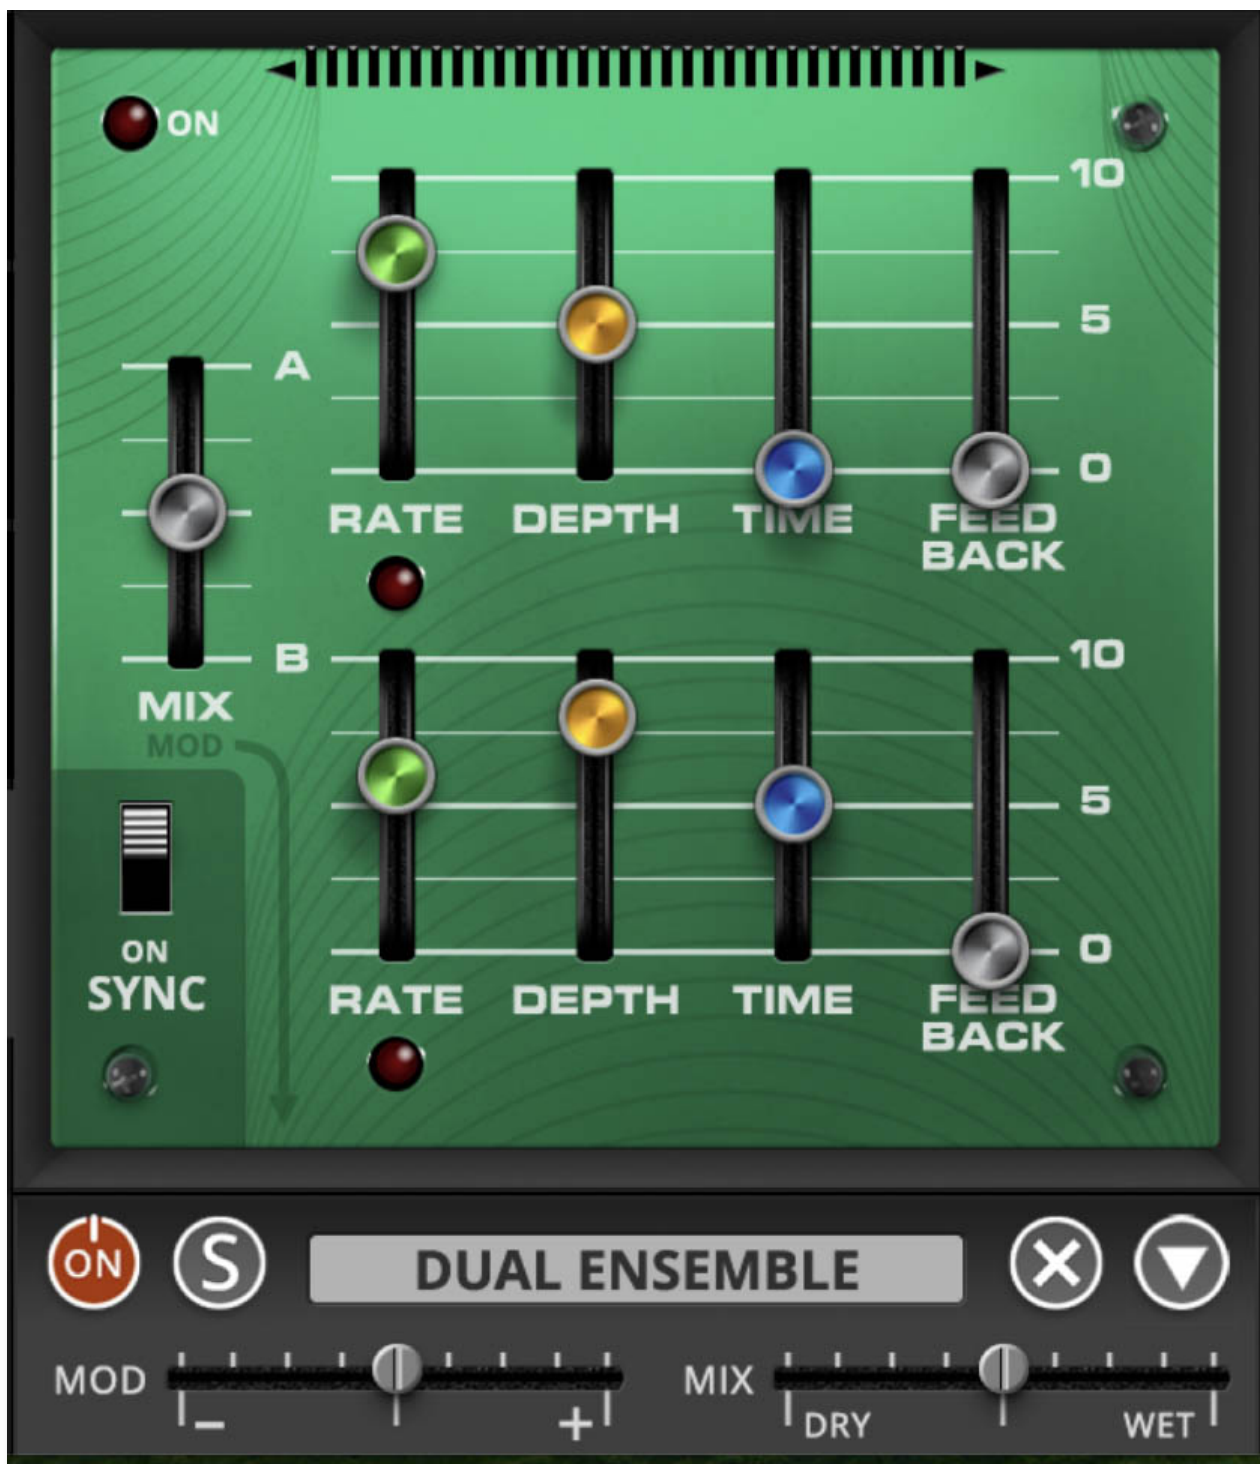 ON
10
5
A
0
RATE DEPTH TIME FEED
BACK
B
10
MIX
MOD
5
ON
SYNC
0
RATE DEPTH TIME FEED
BACK
ON S DUAL ENSEMBLE
MOD MIX
− + DRY WET